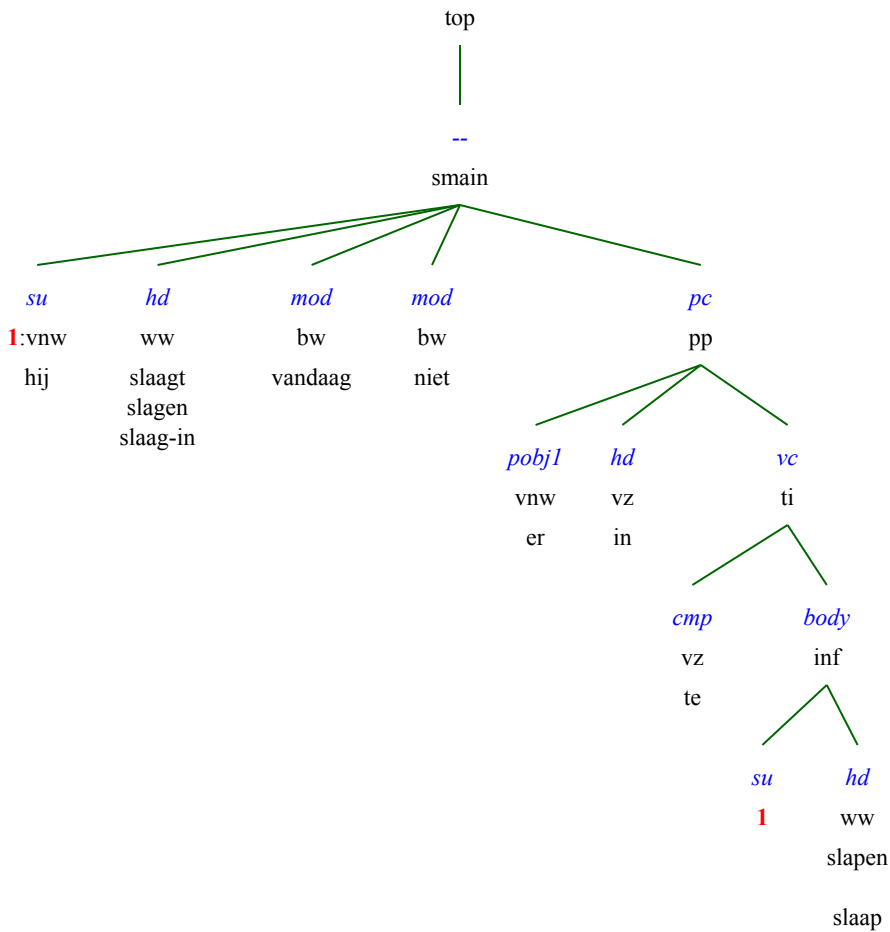 top
--
smain
su hd mod mod pc
1:vnw ww bw bw pp
hij slaagt vandaag niet
slagen
slaag-in
pobj1 hd vc
vnw vz ti
er in
cmp body
vz inf
te
su hd
1 ww
slapen
slaap